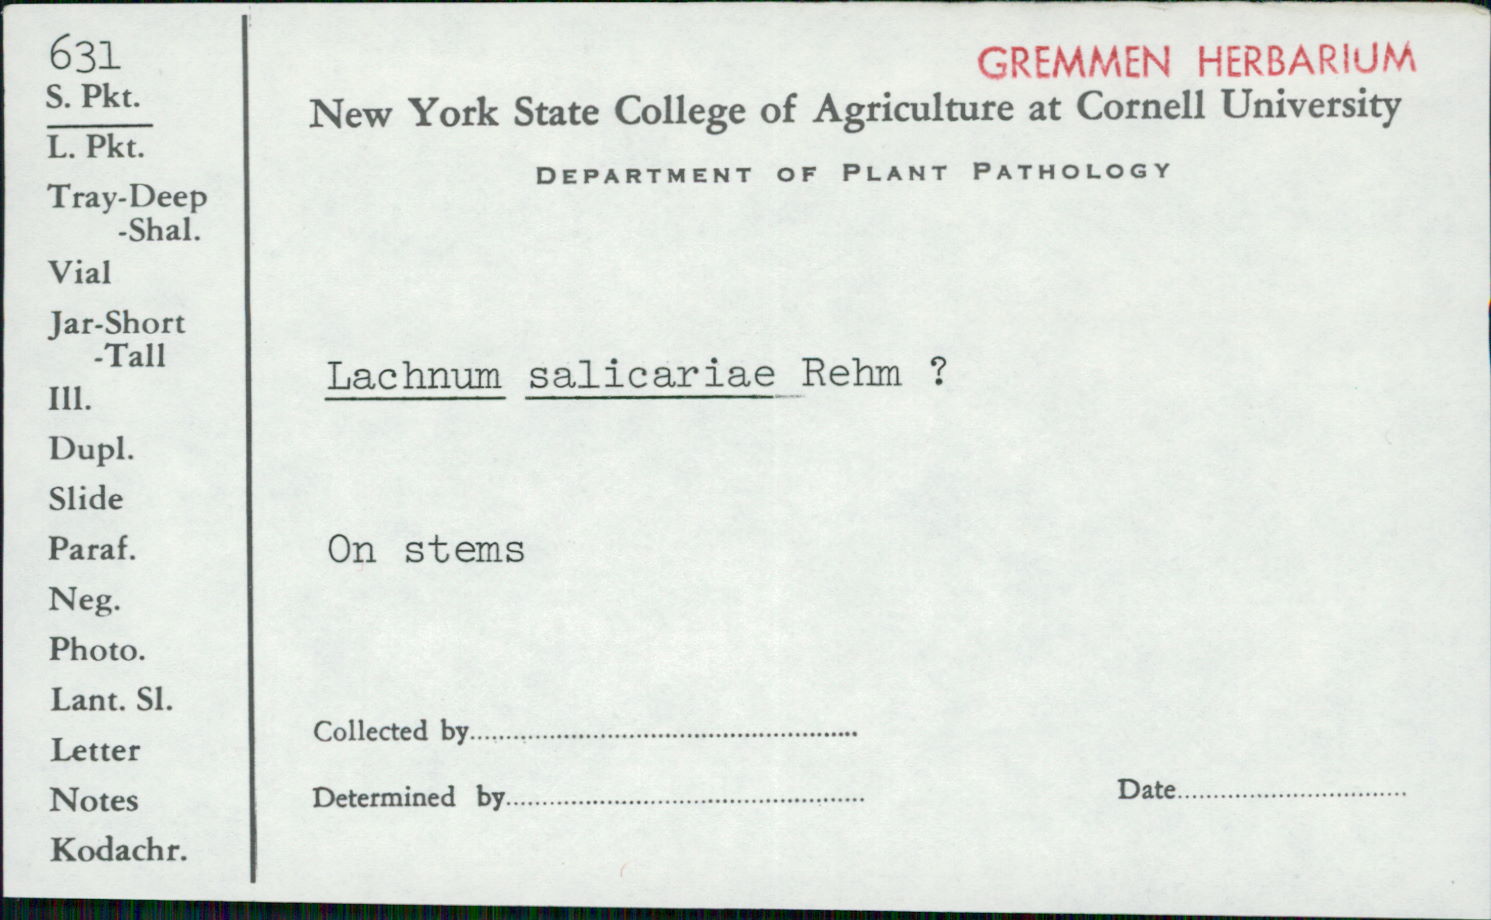 631
S. Pkt.
L. Pkt.
Tray-Deep
-Shal.
Vial
Jar-Short
-Tall
Ill.
Dupl.
Slide
Paraf.
Neg.
Photo.
Lant. Sl.
Letter
Notes
Kodachr.
GREMMEN HERBARIUM
New York State College of Agriculture at Cornell University
DEPARTMENT OF PLANT PATHOLOGY
Lachnum salicariae Rehm ?
On stems
Collected by
Determined by
Date